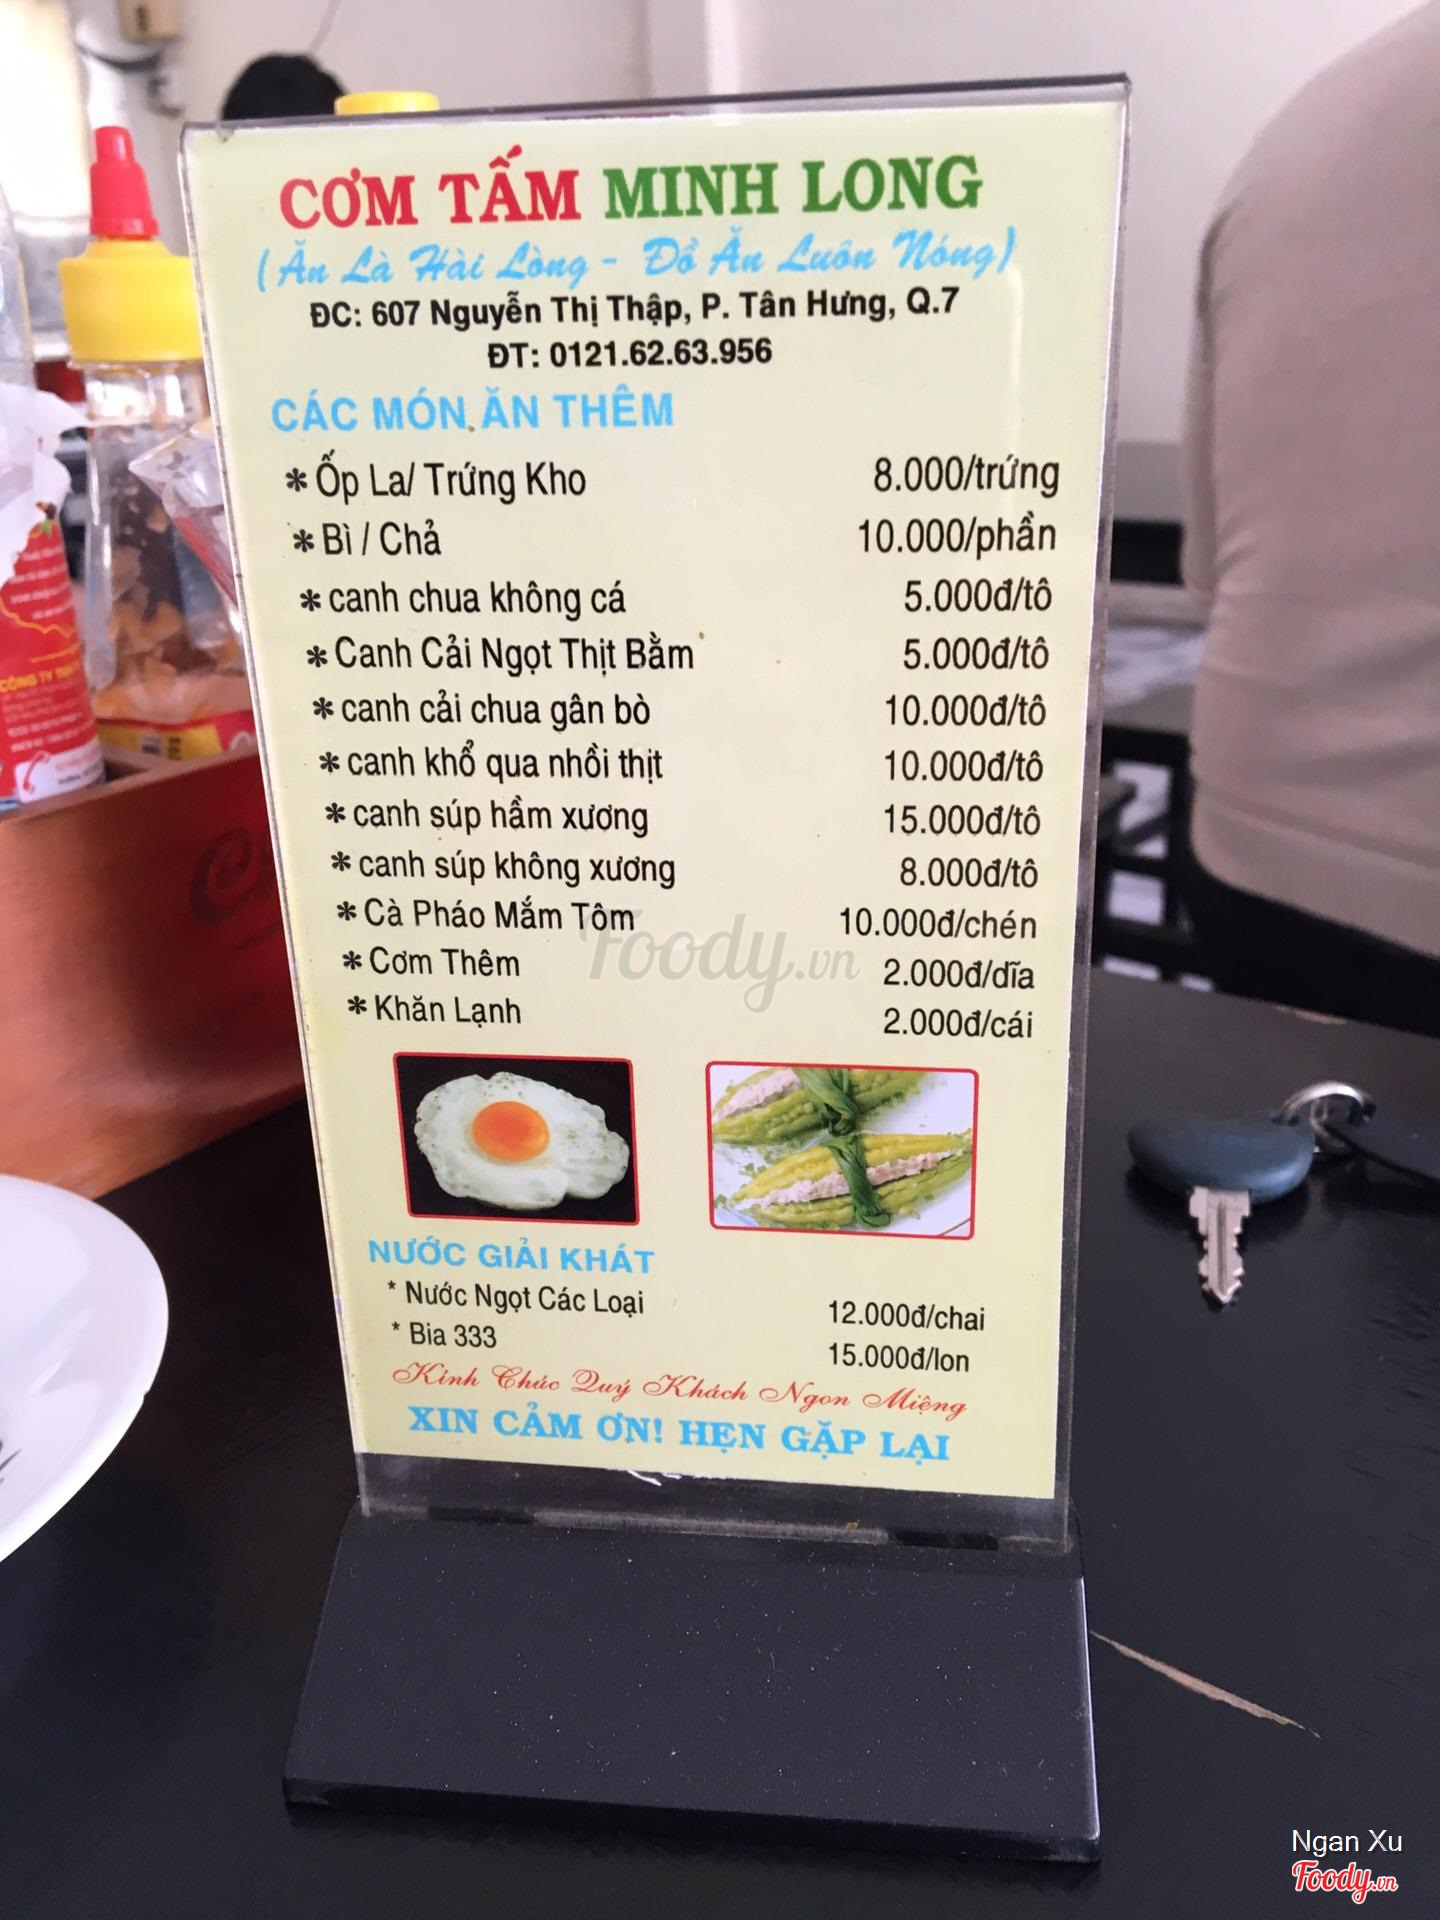 CƠM TẤM MINH LONG
(Ăn Là Hài Lòng - Đồ Ăn Luôn Nóng)
ĐC: 607 Nguyễn Thị Thập, P. Tân Hưng, Q.7
ĐT: 0121.62.63.956
CÁC MÓN ĂN THÊM
* Ốp La/ Trứng Kho 8.000/trứng
* Bì / Chả 10.000/phần
* canh chua không cá 5.000đ/tô
* Canh Cải Ngọt Thịt Bằm 5.000đ/tô
* canh cải chua gân bò 10.000đ/tô
* canh khổ qua nhồi thịt 10.000đ/tô
* canh súp hầm xương 15.000đ/tô
* canh súp không xương 8.000đ/tô
* Cà Pháo Mắm Tôm 10.000đ/chén
* Cơm Thêm 2.000đ/dĩa
* Khăn Lạnh 2.000đ/cái
Foody.vn
NƯỚC GIẢI KHÁT
* Nước Ngọt Các Loại 12.000đ/chai
* Bia 333 15.000đ/lon
Kính Chúc Quý Khách Ngon Miệng
XIN CẢM ƠN! HẸN GẶP LẠI
CÔNG TY
Ngan Xu
Foody.vn